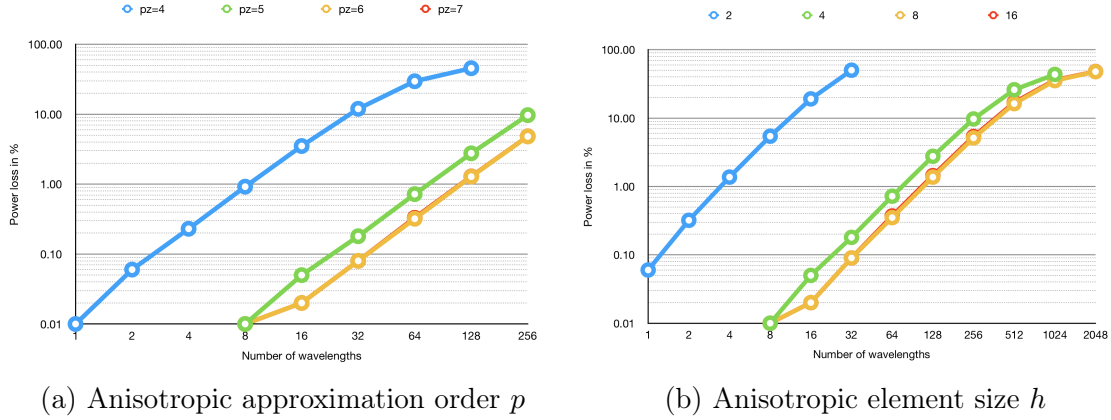 pz=4 pz=5 pz=6 pz=7
100.00
10.00
1.00
0.10
0.01
Power loss in %
1 2 4 8 16 32 64 128 256
Number of wavelengths
(a) Anisotropic approximation order p
2 4 8 16
100.00
10.00
1.00
0.10
0.01
Power loss in %
1 2 4 8 16 32 64 128 256 512 1024 2048
Number of wavelengths
(b) Anisotropic element size h